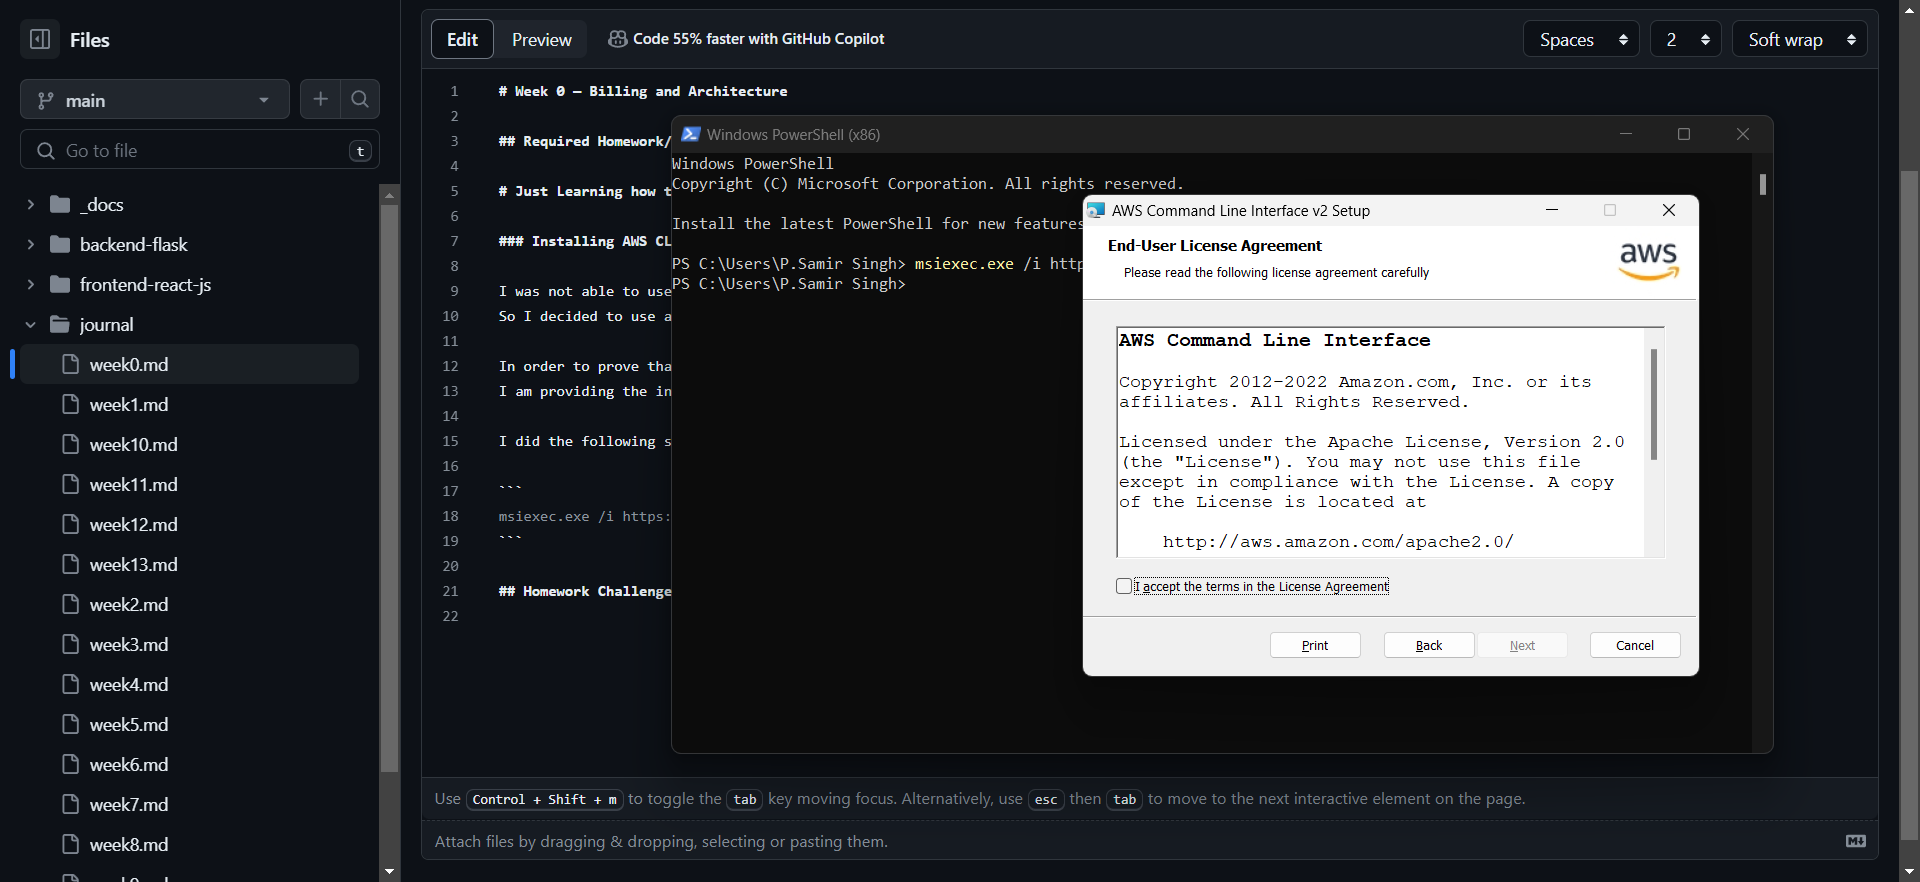 Files
main
Go to file
t
_docs
backend-flask
frontend-react-js
journal
week0.md
week1.md
week10.md
week11.md
week12.md
week13.md
week2.md
week3.md
week4.md
week5.md
week6.md
week7.md
week8.md
Edit
Preview
Code 55% faster with GitHub Copilot
Spaces
2
Soft wrap
1 # Week 0 — Billing and Architecture
2
3 ## Required Homework/
4
5 # Just Learning how t
6
7 ### Installing AWS CL
8
9 I was not able to use
10 So I decided to use a
11
12 In order to prove tha
13 I am providing the in
14
15 I did the following s
16
17 ```
18 msiexec.exe /i https:
19 ```
20
21 ## Homework Challenge
22
Windows PowerShell (x86)
Windows PowerShell
Copyright (C) Microsoft Corporation. All rights reserved.
Install the latest PowerShell for new features
PS C:\Users\P.Samir Singh> msiexec.exe /i http
PS C:\Users\P.Samir Singh>
AWS Command Line Interface v2 Setup
End-User License Agreement
Please read the following license agreement carefully
aws
AWS Command Line Interface
Copyright 2012-2022 Amazon.com, Inc. or its
affiliates. All Rights Reserved.
Licensed under the Apache License, Version 2.0
(the "License"). You may not use this file
except in compliance with the License. A copy
of the License is located at
http://aws.amazon.com/apache2.0/
I accept the terms in the License Agreement
Print
Back
Next
Cancel
Use Control + Shift + m to toggle the tab key moving focus. Alternatively, use esc then tab to move to the next interactive element on the page.
Attach files by dragging & dropping, selecting or pasting them.